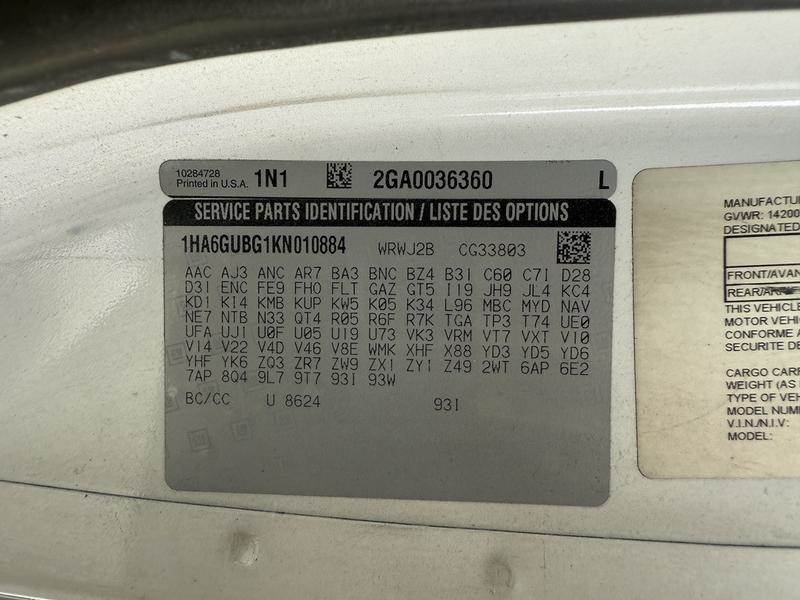 10284728
Printed in U.S.A. 1N1 2GA0036360 L
SERVICE PARTS IDENTIFICATION / LISTE DES OPTIONS
1HA6GUBG1KN010884 WRWJ2B CG33803
AAC AJ3 ANC AR7 BA3 BNC BZ4 B3I C60 C7I D28
D3I ENC FE9 FHO FLT GAZ GT5 I19 JH9 JL4 KC4
KD1 KI4 KMB KUP KW5 K05 K34 L96 MBC MYD NAV
NE7 NTB N33 QT4 R05 R6F R7K TGA TP3 T74 UE0
UFA UJ1 U0F U05 U19 U73 VK3 VRM VT7 VXT V10
V14 V22 V4D V46 V8E WMK XHF X88 YD3 YD5 YD6
YHF YK6 ZQ3 ZR7 ZW9 ZX1 ZY1 Z49 2WT 6AP 6E2
7AP 8Q4 9L7 9T7 93I 93W
BC/CC U 8624 93I
MANUFACTU
GVWR: 14200
DESIGNATED
FRONT/AVAN
REAR/ARR
THIS VEHICLE
MOTOR VEHIC
CONFORME A
SECURITE DE
CARGO CARR
WEIGHT (AS
TYPE OF VEH
MODEL NUM
V.I.N./N.I.V:
MODEL: